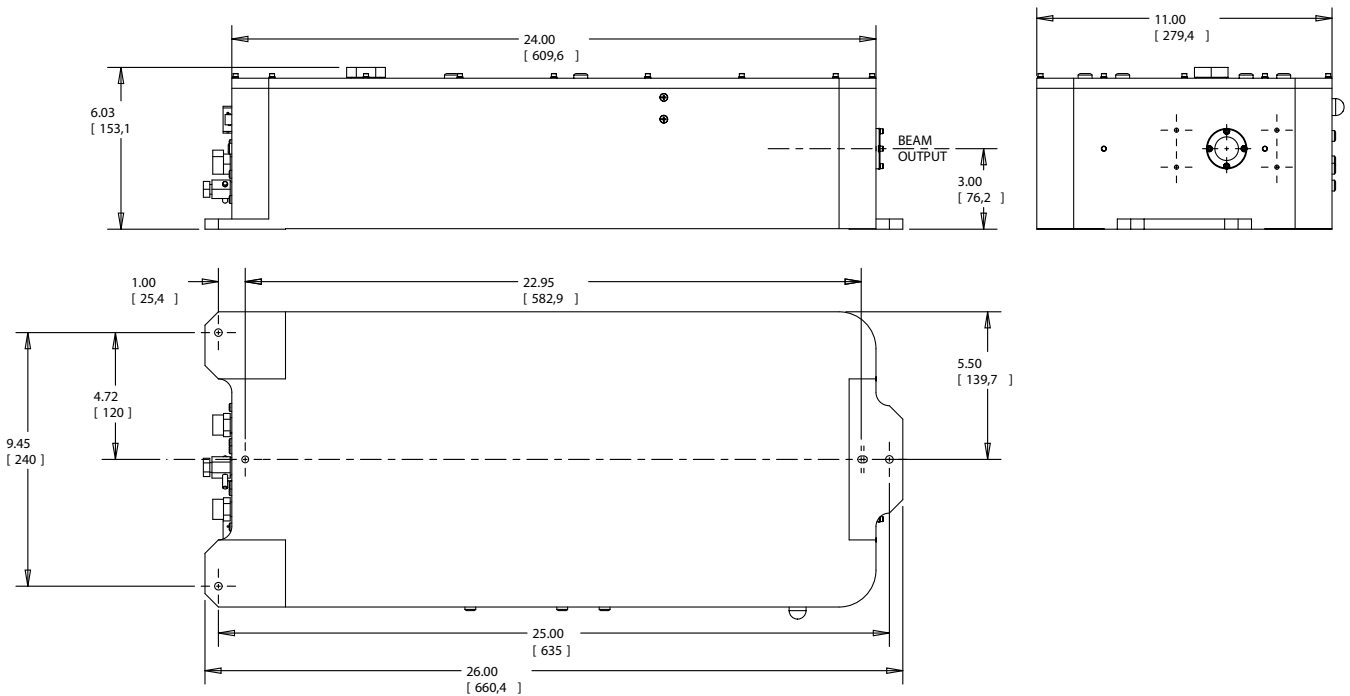 24.00
[ 609,6 ]
11.00
[ 279,4 ]
6.03
[ 153,1
BEAM
OUTPUT
3.00
[ 76,2 ]
1.00
[ 25,4 ]
22.95
[ 582,9 ]
5.50
[ 139,7 ]
4.72
[ 120 ]
9.45
[ 240 ]
25.00
[ 635 ]
26.00
[ 660,4 ]